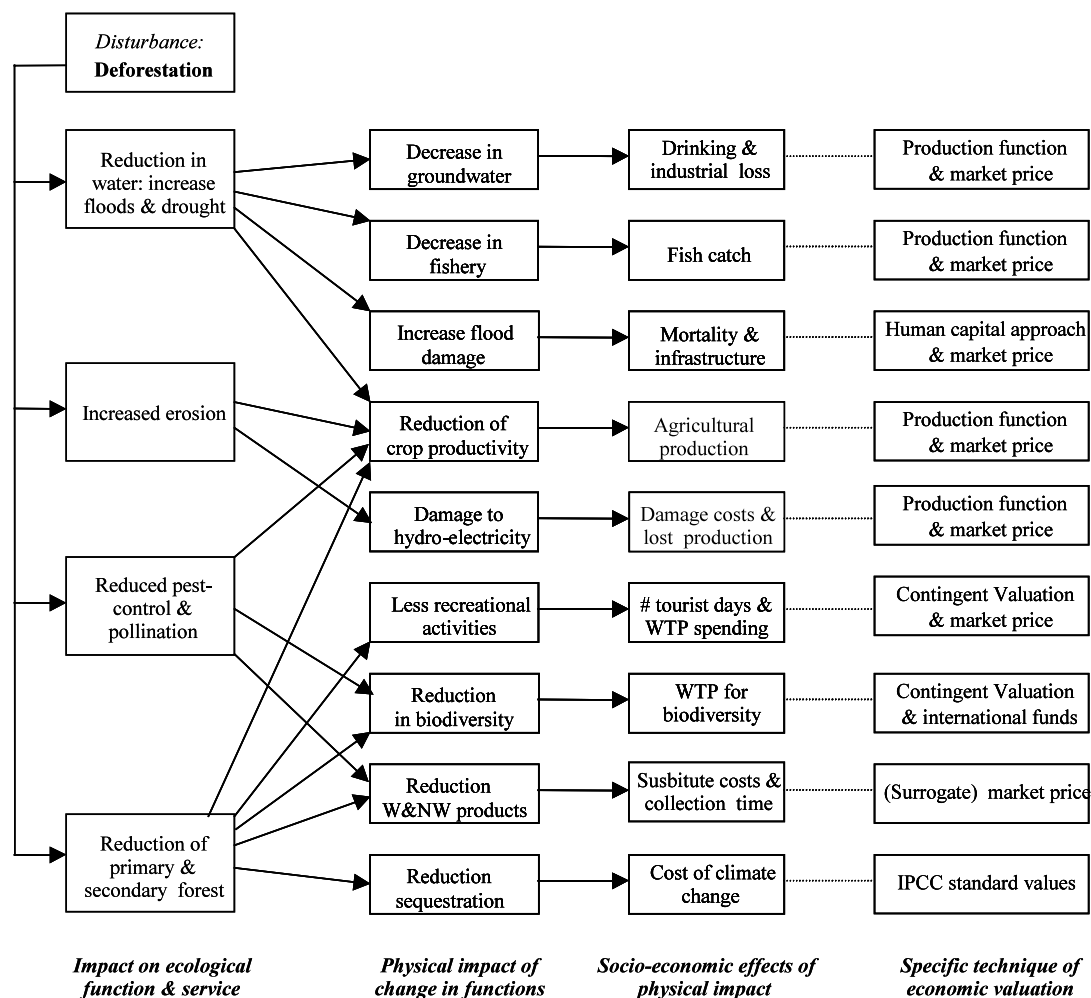 Disturbance:
Deforestation
Reduction in
water: increase
floods & drought
Increased erosion
Reduced pest-
control &
pollination
Reduction of
primary &
secondary forest
Impact on ecological
function & service
Decrease in
groundwater
Decrease in
fishery
Increase flood
damage
Reduction of
crop productivity
Damage to
hydro-electricity
Less recreational
activities
Reduction
in biodiversity
Reduction
W&NW products
Reduction
sequestration
Physical impact of
change in functions
Drinking &
industrial loss
Fish catch
Mortality &
infrastructure
Agricultural
production
Damage costs &
lost production
# tourist days &
WTP spending
WTP for
biodiversity
Susbitute costs &
collection time
Cost of climate
change
Socio-economic effects of
physical impact
Production function
& market price
Production function
& market price
Human capital approach
& market price
Production function
& market price
Production function
& market price
Contingent Valuation
& market price
Contingent Valuation
& international funds
(Surrogate) market price
IPCC standard values
Specific technique of
economic valuation